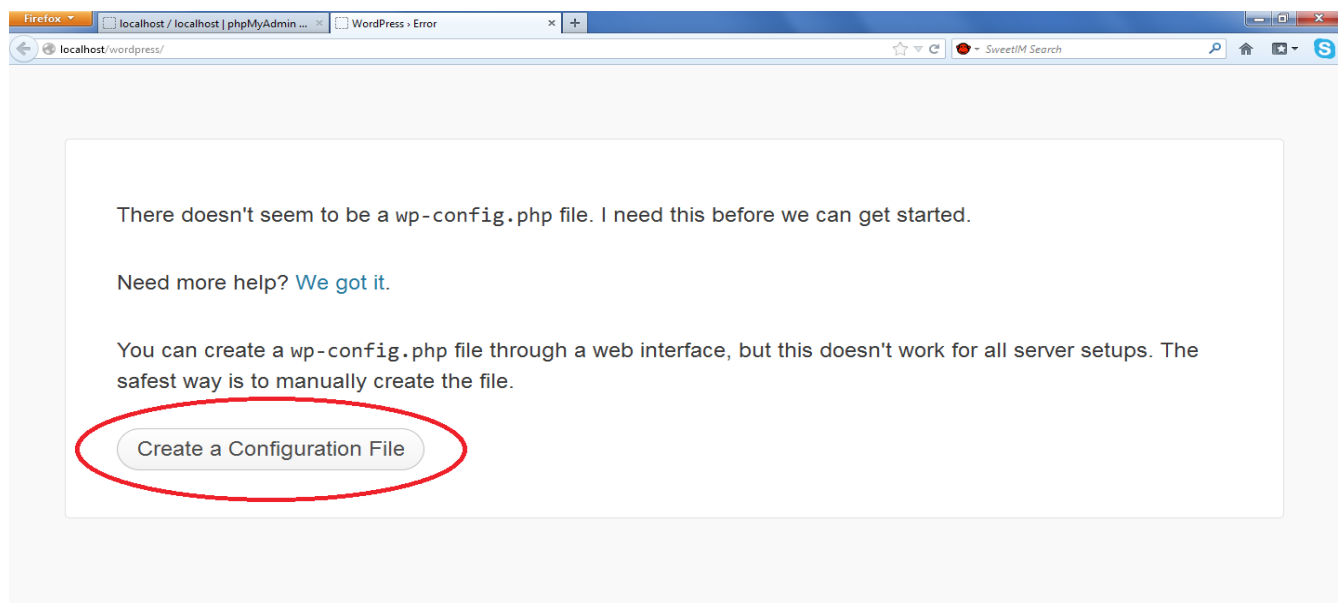 Firefox
localhost / localhost | phpMyAdmin ...
WordPress › Error
localhost/wordpress/
SweetIM Search
There doesn't seem to be a wp-config.php file. I need this before we can get started.
Need more help? We got it.
You can create a wp-config.php file through a web interface, but this doesn't work for all server setups. The
safest way is to manually create the file.
Create a Configuration File